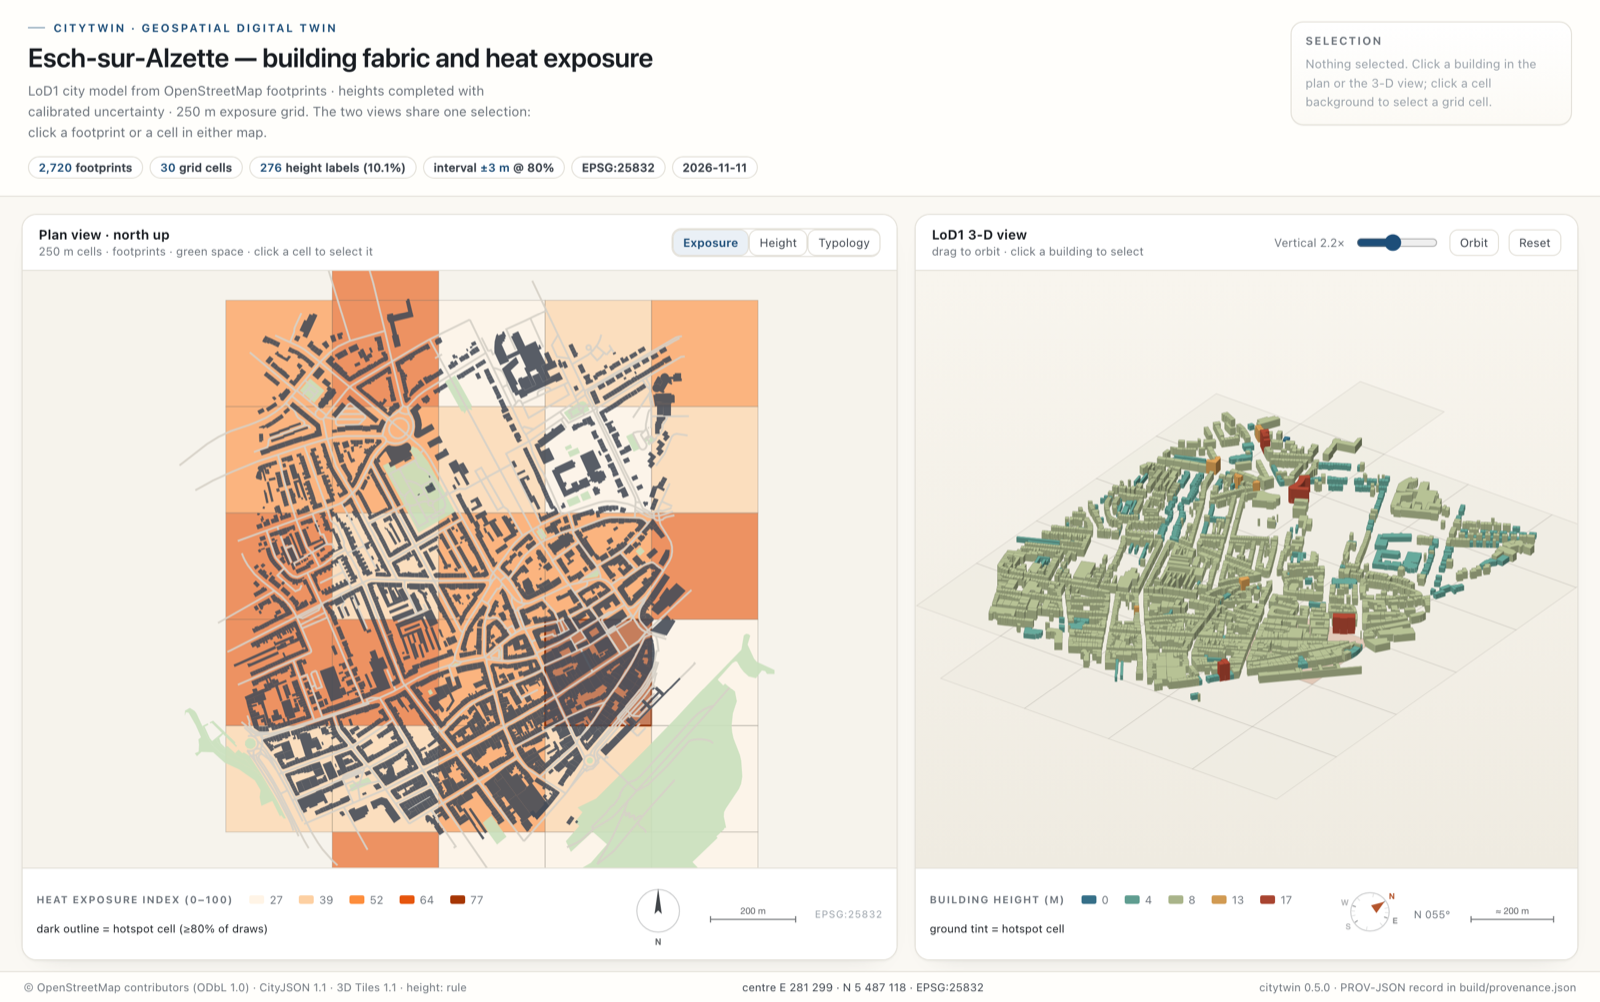 CITYTWIN · GEOSPATIAL DIGITAL TWIN
Esch-sur-Alzette — building fabric and heat exposure
LoD1 city model from OpenStreetMap footprints · heights completed with
calibrated uncertainty · 250 m exposure grid. The two views share one selection:
click a footprint or a cell in either map.
2,720 footprints
30 grid cells
276 height labels (10.1%)
interval ±3 m @ 80%
EPSG:25832
2026-11-11
SELECTION
Nothing selected. Click a building in the
plan or the 3-D view; click a cell
background to select a grid cell.
Plan view · north up
250 m cells · footprints · green space · click a cell to select it
Exposure
Height
Typology
HEAT EXPOSURE INDEX (0–100)
27
39
52
64
77
dark outline = hotspot cell (≥80% of draws)
N
200 m
EPSG:25832
LoD1 3-D view
drag to orbit · click a building to select
Vertical 2.2×
Orbit
Reset
BUILDING HEIGHT (M)
0
4
8
13
17
ground tint = hotspot cell
W
N
S
E
N 055°
≈ 200 m
© OpenStreetMap contributors (ODbL 1.0) · CityJSON 1.1 · 3D Tiles 1.1 · height: rule
centre E 281 299 · N 5 487 118 · EPSG:25832
citytwin 0.5.0 · PROV-JSON record in build/provenance.json